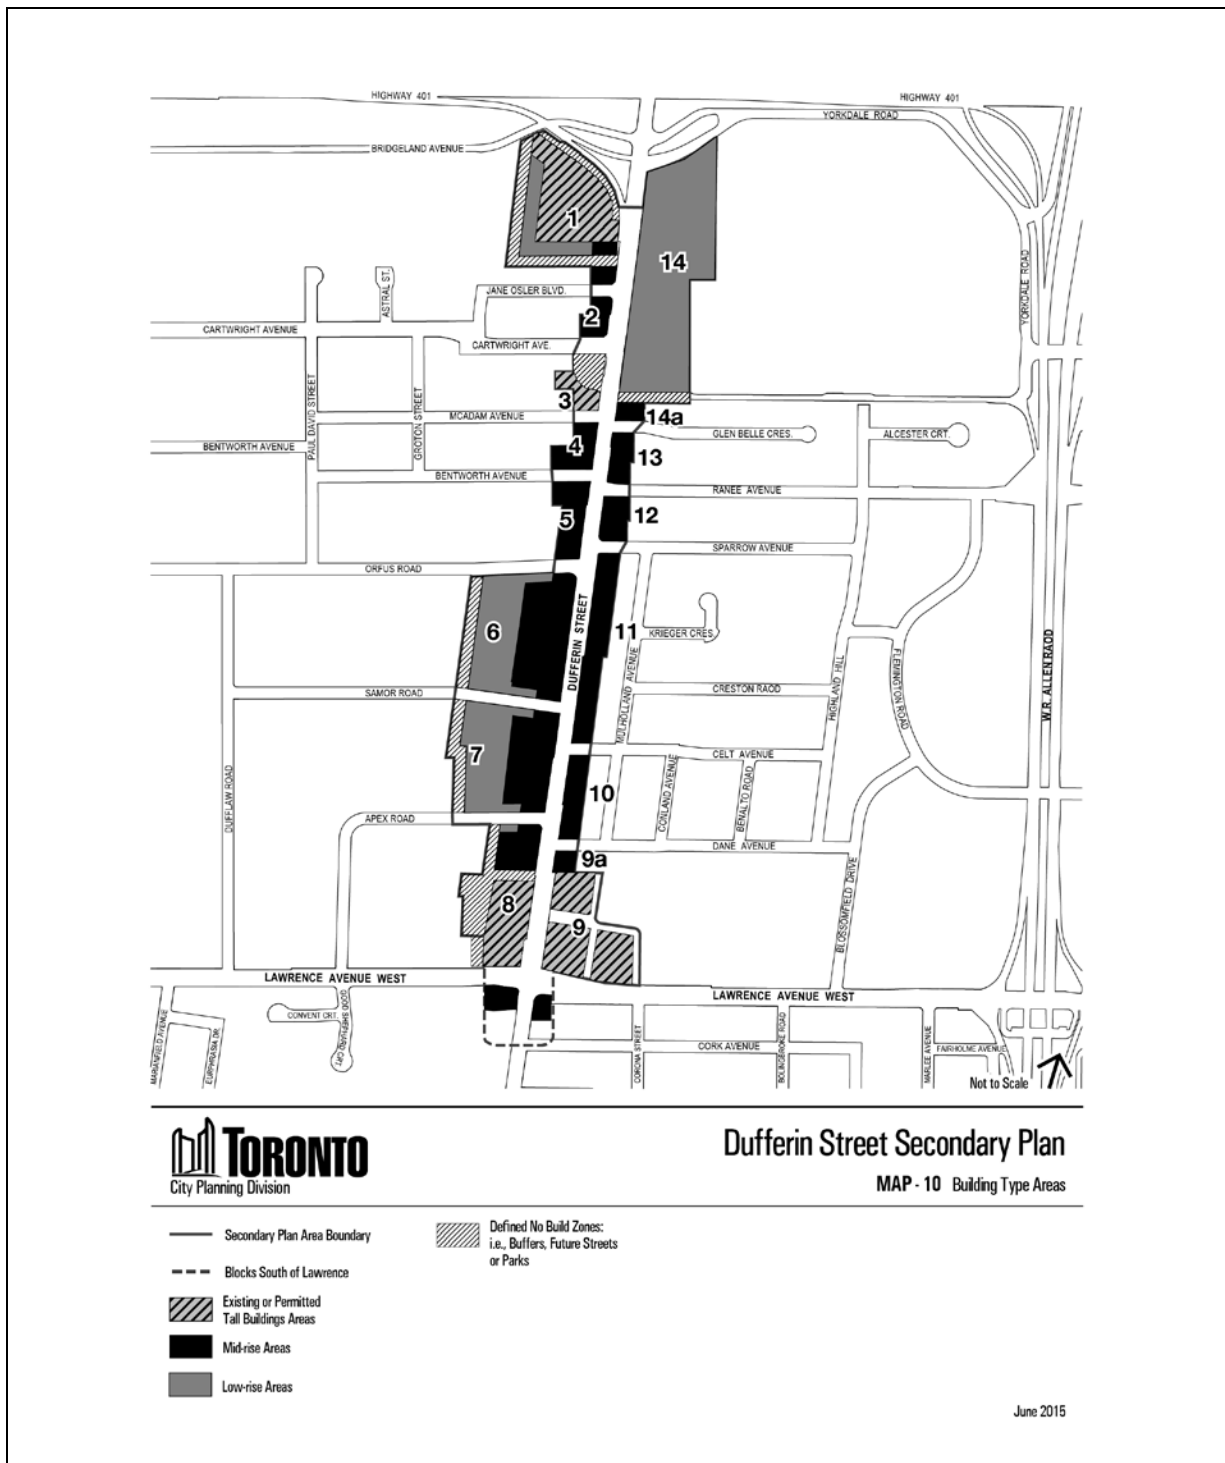 HIGHWAY 401
HIGHWAY 401
YORKDALE ROAD
BRIDGELAND AVENUE
1
14
YORKDALE ROAD
ASTRAL ST.
JANE OSLER BLVD.
2
CARTWRIGHT AVENUE
CARTWRIGHT AVE.
PAUL DAVID STREET
GROTON STREET
3
MCADAM AVENUE
14a
GLEN BELLE CRES.
ALCESTER CRT.
BENTWORTH AVENUE
4
13
BENTWORTH AVENUE
RANEE AVENUE
5
12
SPARROW AVENUE
ORFUS ROAD
DUFFERIN STREET
6
11
KRIEGER CRES.
MULHOLLAND AVENUE
HIGHLAND HILL
FLEMINGTON ROAD
W.R. ALLEN RAOD
SAMOR ROAD
CRESTON RAOD
7
CELT AVENUE
DUFFLAW ROAD
10
CONLAND AVENUE
BENALTO ROAD
APEX ROAD
DANE AVENUE
9a
8
BLOSSOMFIELD DRIVE
9
LAWRENCE AVENUE WEST
LAWRENCE AVENUE WEST
MARIANFIELD AVENUE
EUPHRASIA DR.
CONVENT CRT.
GOOD SHEPHARD CRT.
CORONA STREET
CORK AVENUE
BOLINGBROKE ROAD
MARLEE AVENUE
FAIRHOLME AVENUE
Not to Scale
TORONTO
City Planning Division
Dufferin Street Secondary Plan
MAP - 10 Building Type Areas
Secondary Plan Area Boundary
Blocks South of Lawrence
Existing or Permitted
Tall Buildings Areas
Mid-rise Areas
Low-rise Areas
Defined No Build Zones:
i.e., Buffers, Future Streets
or Parks
June 2015